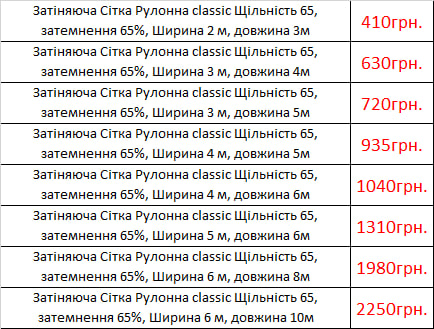 Затіняюча Сітка Рулонна classic Щільність 65,
затемнення 65%, Ширина 2 м, довжина 3м
410грн.
Затіняюча Сітка Рулонна classic Щільність 65,
затемнення 65%, Ширина 3 м, довжина 4м
630грн.
Затіняюча Сітка Рулонна classic Щільність 65,
затемнення 65%, Ширина 3 м, довжина 5м
720грн.
Затіняюча Сітка Рулонна classic Щільність 65,
затемнення 65%, Ширина 4 м, довжина 5м
935грн.
Затіняюча Сітка Рулонна classic Щільність 65,
затемнення 65%, Ширина 4 м, довжина 6м
1040грн.
Затіняюча Сітка Рулонна classic Щільність 65,
затемнення 65%, Ширина 5 м, довжина 6м
1310грн.
Затіняюча Сітка Рулонна classic Щільність 65,
затемнення 65%, Ширина 6 м, довжина 8м
1980грн.
Затіняюча Сітка Рулонна classic Щільність 65,
затемнення 65%, Ширина 6 м, довжина 10м
2250грн.